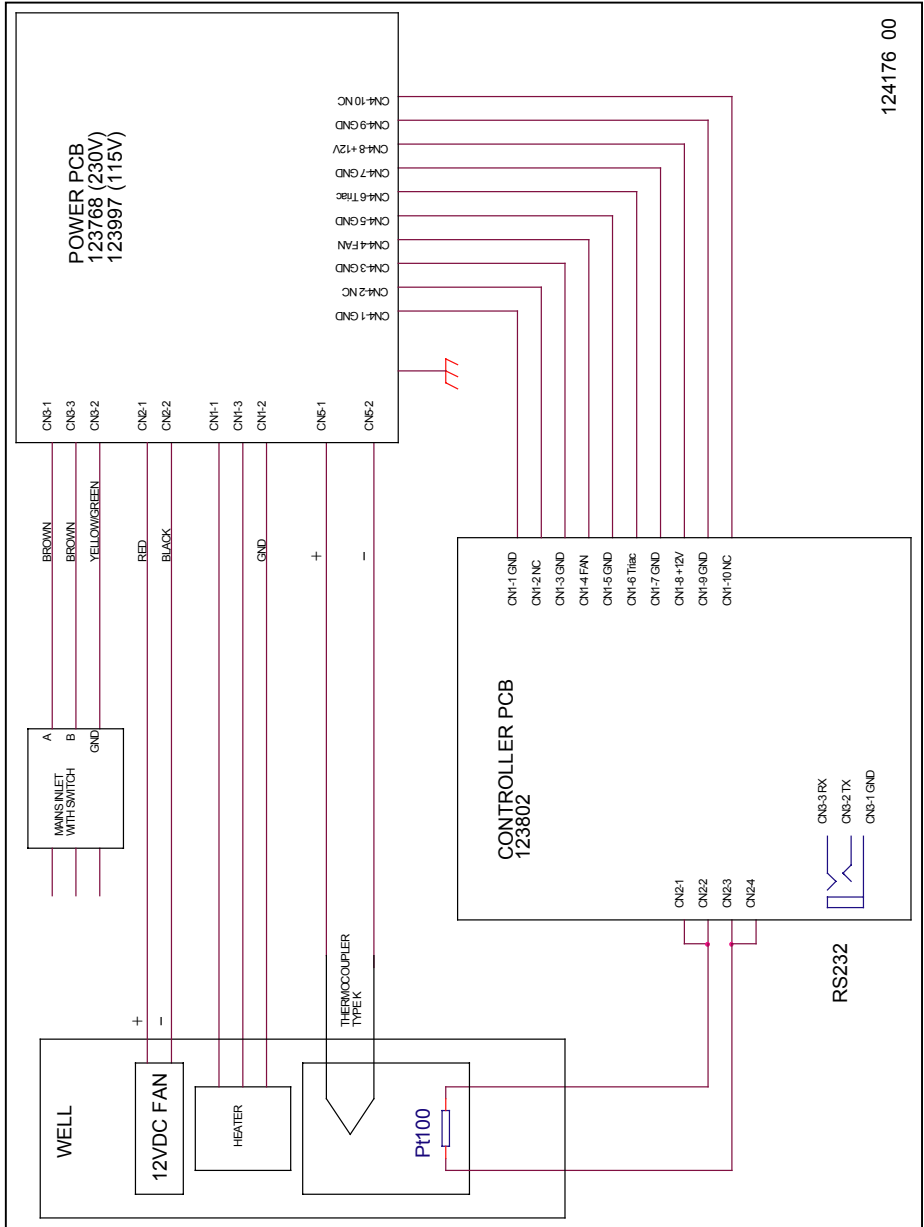 124176 00
POWER PCB
123768 (230V)
123997 (115V)
CN4-10 NC
CN4-9 GND
CN4-8 +12V
CN4-7 GND
CN4-6 Triac
CN4-5 GND
CN4-4 FAN
CN4-3 GND
CN4-2 NC
CN4-1 GND
CN3-1
CN3-3
CN3-2
CN2-1
CN2-2
CN1-1
CN1-3
CN1-2
CN5-1
CN5-2
BROWN
BROWN
YELLOW/GREEN
RED
BLACK
GND
+
-
MAINS INLET
WITH SWITCH
A
B
GND
CONTROLLER PCB
123802
CN1-1 GND
CN1-2 NC
CN1-3 GND
CN1-4 FAN
CN1-5 GND
CN1-6 Triac
CN1-7 GND
CN1-8 +12V
CN1-9 GND
CN1-10 NC
CN3-3 RX
CN3-2 TX
CN3-1 GND
CN2-1
CN2-2
CN2-3
CN2-4
RS232
WELL
+
-
12VDC FAN
HEATER
THERMOCOUPLER
TYPE K
Pt100